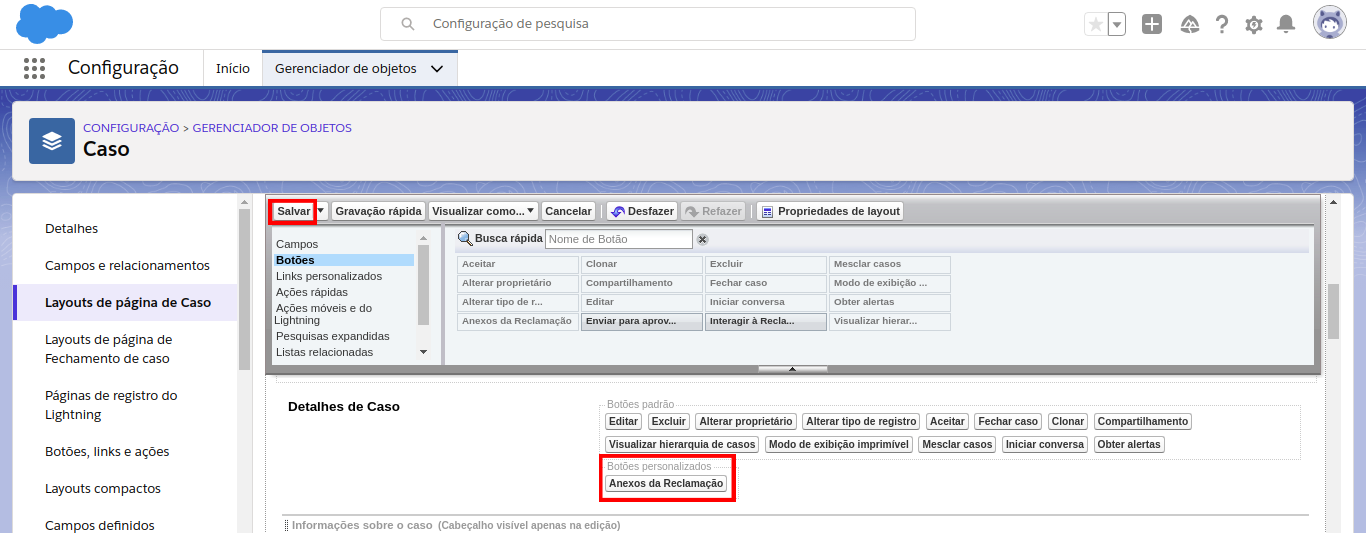 Configuração de pesquisa
Configuração
Início
Gerenciador de objetos
CONFIGURAÇÃO > GERENCIADOR DE OBJETOS
Caso
Detalhes
Campos e relacionamentos
Layouts de página de Caso
Layouts de página de
Fechamento de caso
Páginas de registro do
Lightning
Botões, links e ações
Layouts compactos
Campos definidos
Salvar Gravação rápida Visualizar como... Cancelar Desfazer Refazer Propriedades de layout
Campos
Botões
Links personalizados
Ações rápidas
Ações móveis e do
Lightning
Pesquisas expandidas
Listas relacionadas
Busca rápida Nome de Botão
Aceitar Clonar Excluir Mesclar casos
Alterar proprietário Compartilhamento Fechar caso Modo de exibição ...
Alterar tipo de r... Editar Iniciar conversa Obter alertas
Anexos da Reclamação Enviar para aprov... Interagir à Recla... Visualizar hierar...
Detalhes de Caso
Botões padrão
Editar Excluir Alterar proprietário Alterar tipo de registro Aceitar Fechar caso Clonar Compartilhamento
Visualizar hierarquia de casos Modo de exibição imprimível Mesclar casos Iniciar conversa Obter alertas
Botões personalizados
Anexos da Reclamação
Informações sobre o caso (Cabeçalho visível apenas na edição)